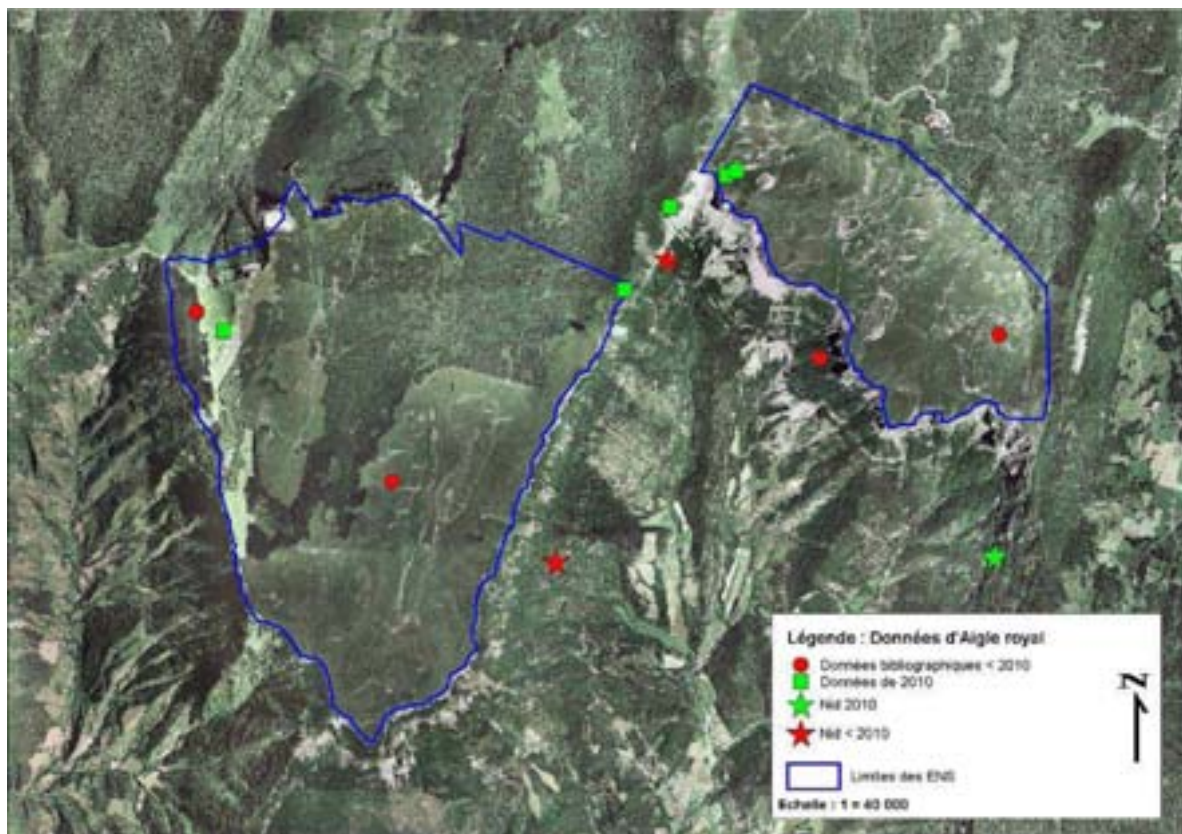 Légende : Données d'Aigle royal
Données bibliographiques < 2010
Données de 2010
Nid 2010
Nid < 2010
Limites des ENS
Echelle : 1 = 40 000
N